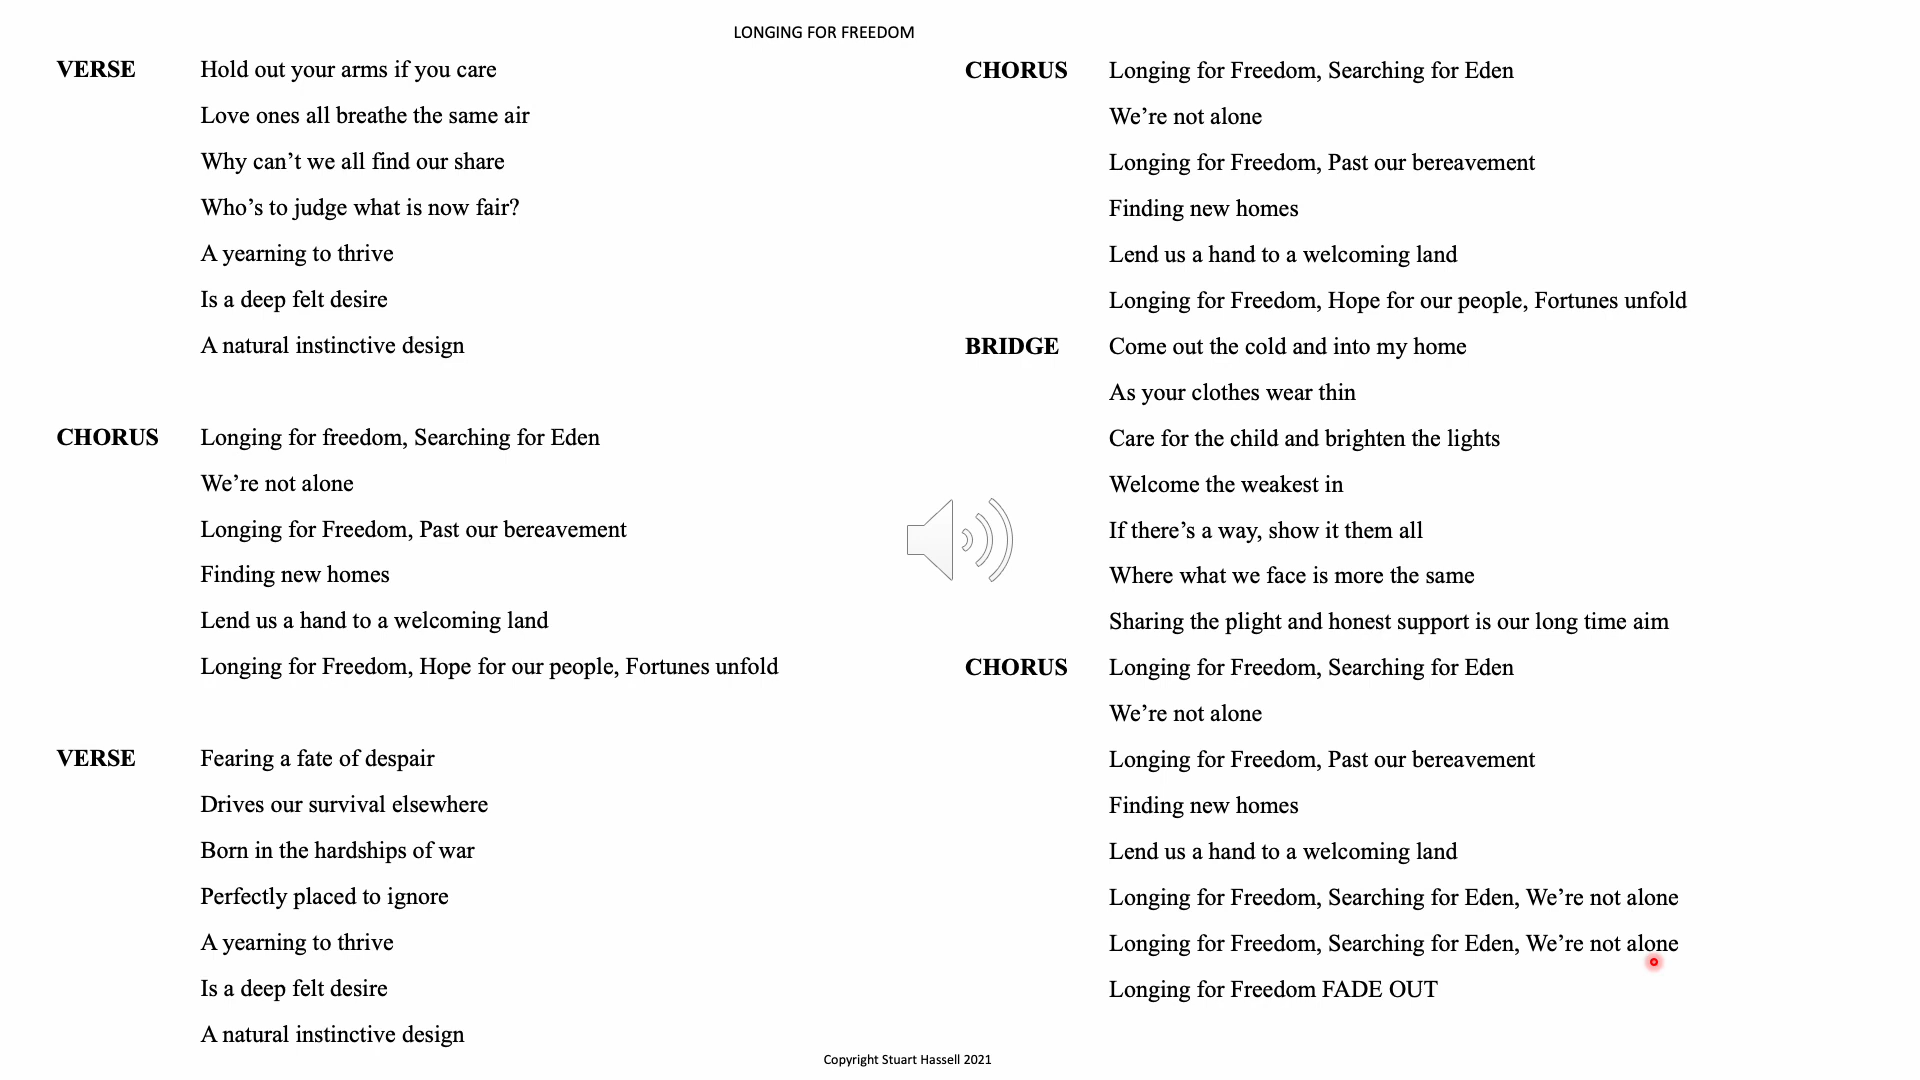 LONGING FOR FREEDOM
VERSE Hold out your arms if you care
Love ones all breathe the same air
Why can’t we all find our share
Who’s to judge what is now fair?
A yearning to thrive
Is a deep felt desire
A natural instinctive design
CHORUS Longing for freedom, Searching for Eden
We’re not alone
Longing for Freedom, Past our bereavement
Finding new homes
Lend us a hand to a welcoming land
Longing for Freedom, Hope for our people, Fortunes unfold
VERSE Fearing a fate of despair
Drives our survival elsewhere
Born in the hardships of war
Perfectly placed to ignore
A yearning to thrive
Is a deep felt desire
A natural instinctive design
CHORUS Longing for Freedom, Searching for Eden
We’re not alone
Longing for Freedom, Past our bereavement
Finding new homes
Lend us a hand to a welcoming land
Longing for Freedom, Hope for our people, Fortunes unfold
BRIDGE Come out the cold and into my home
As your clothes wear thin
Care for the child and brighten the lights
Welcome the weakest in
If there’s a way, show it them all
Where what we face is more the same
Sharing the plight and honest support is our long time aim
CHORUS Longing for Freedom, Searching for Eden
We’re not alone
Longing for Freedom, Past our bereavement
Finding new homes
Lend us a hand to a welcoming land
Longing for Freedom, Searching for Eden, We’re not alone
Longing for Freedom, Searching for Eden, We’re not alone
Longing for Freedom FADE OUT
Copyright Stuart Hassell 2021